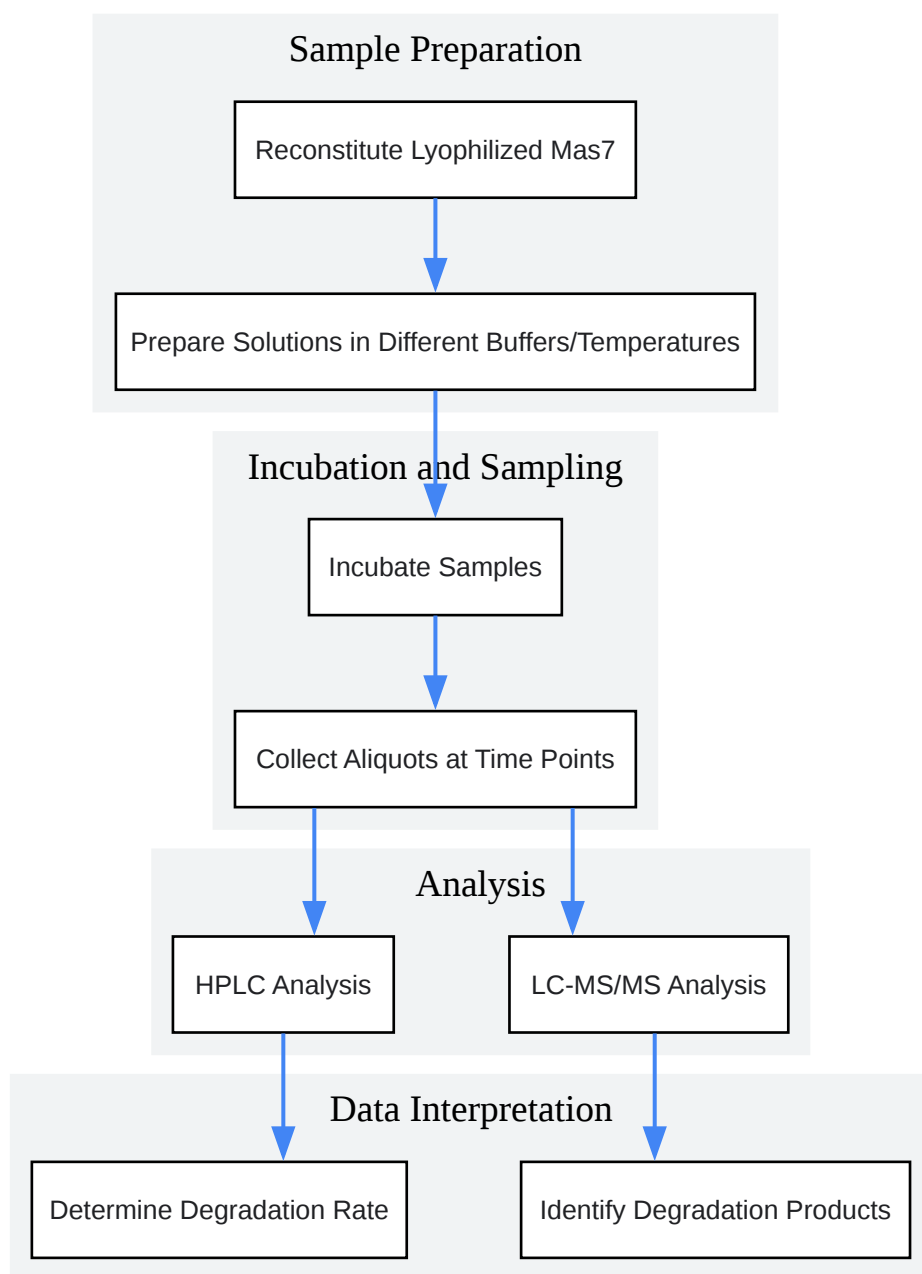 Sample Preparation
Reconstitute Lyophilized Mas7
Prepare Solutions in Different Buffers/Temperatures
Incubation and Sampling
Incubate Samples
Collect Aliquots at Time Points
Analysis
HPLC Analysis
LC-MS/MS Analysis
Data Interpretation
Determine Degradation Rate
Identify Degradation Products